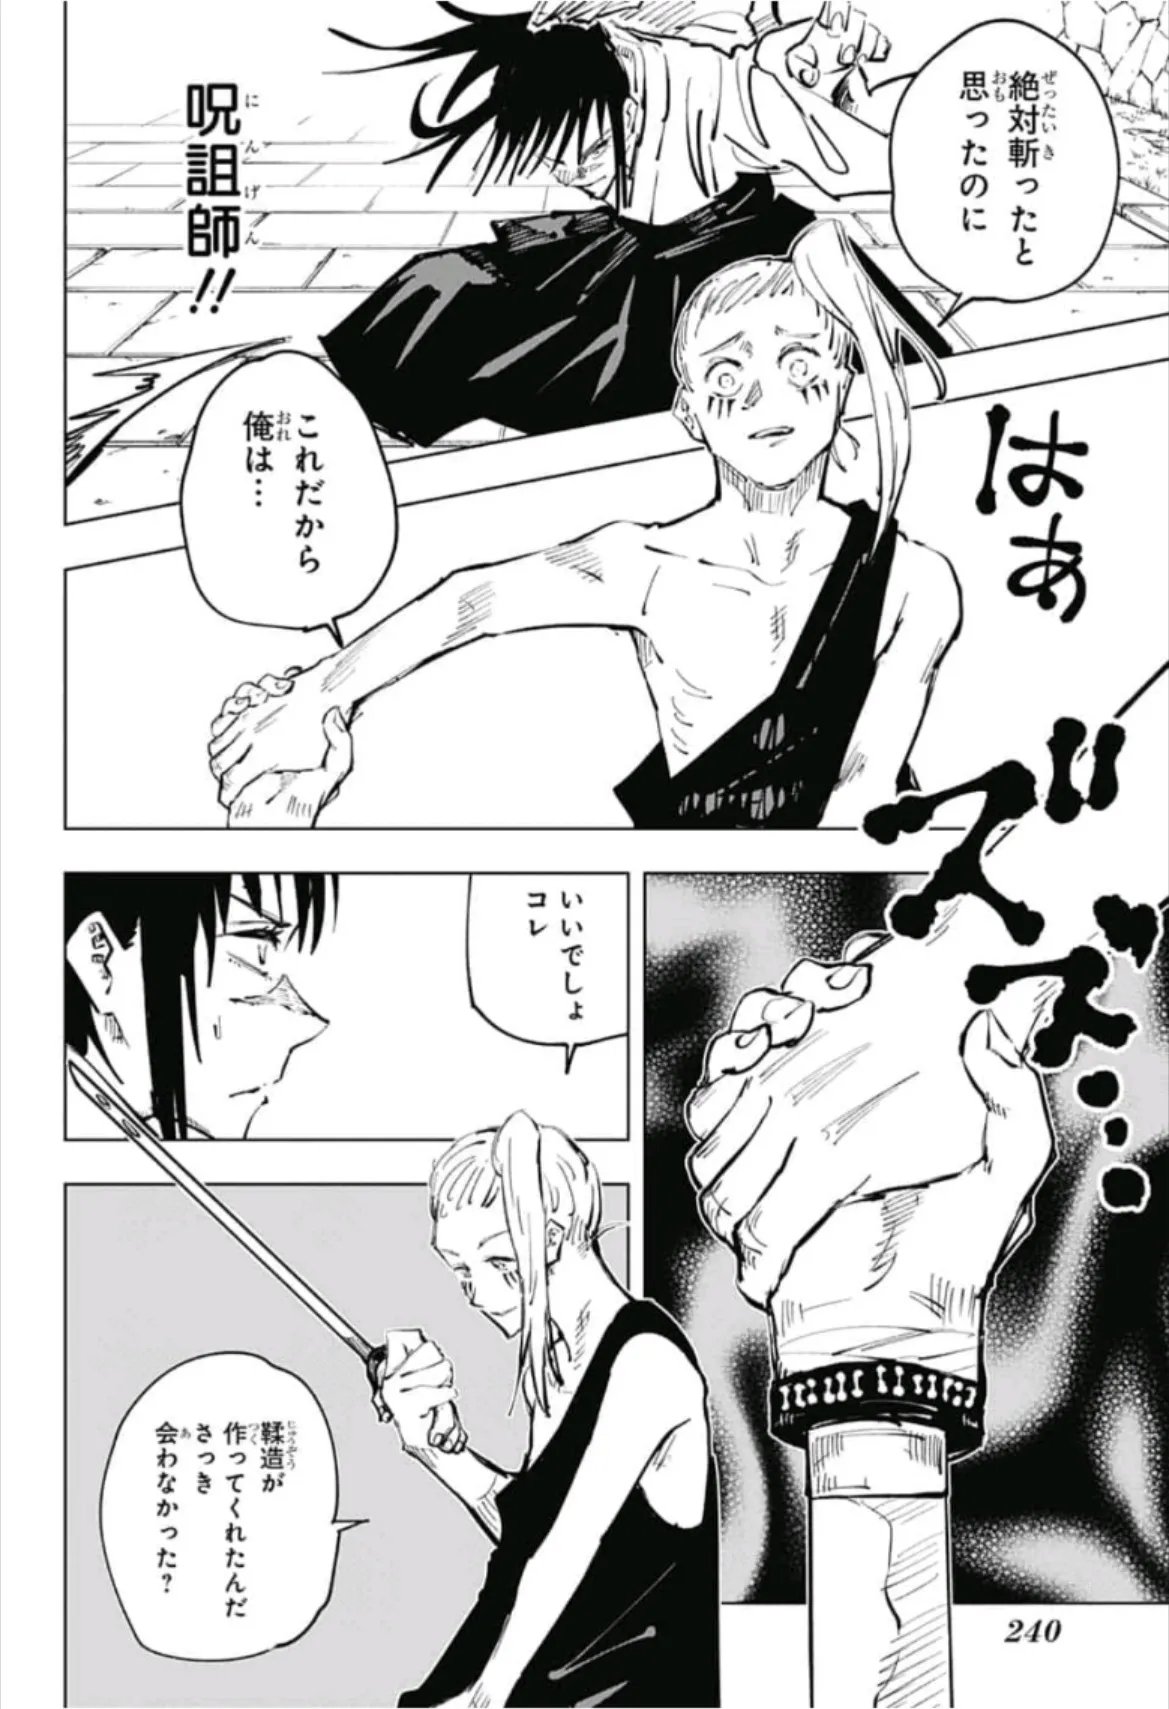 絶対斬ったと
思ったのに
呪詛師!!
はぁ
これだから
俺は…
ズズ…
いいでしょ
コレ
鞣造が
作ってくれたんだ
さっき
会わなかった?
240